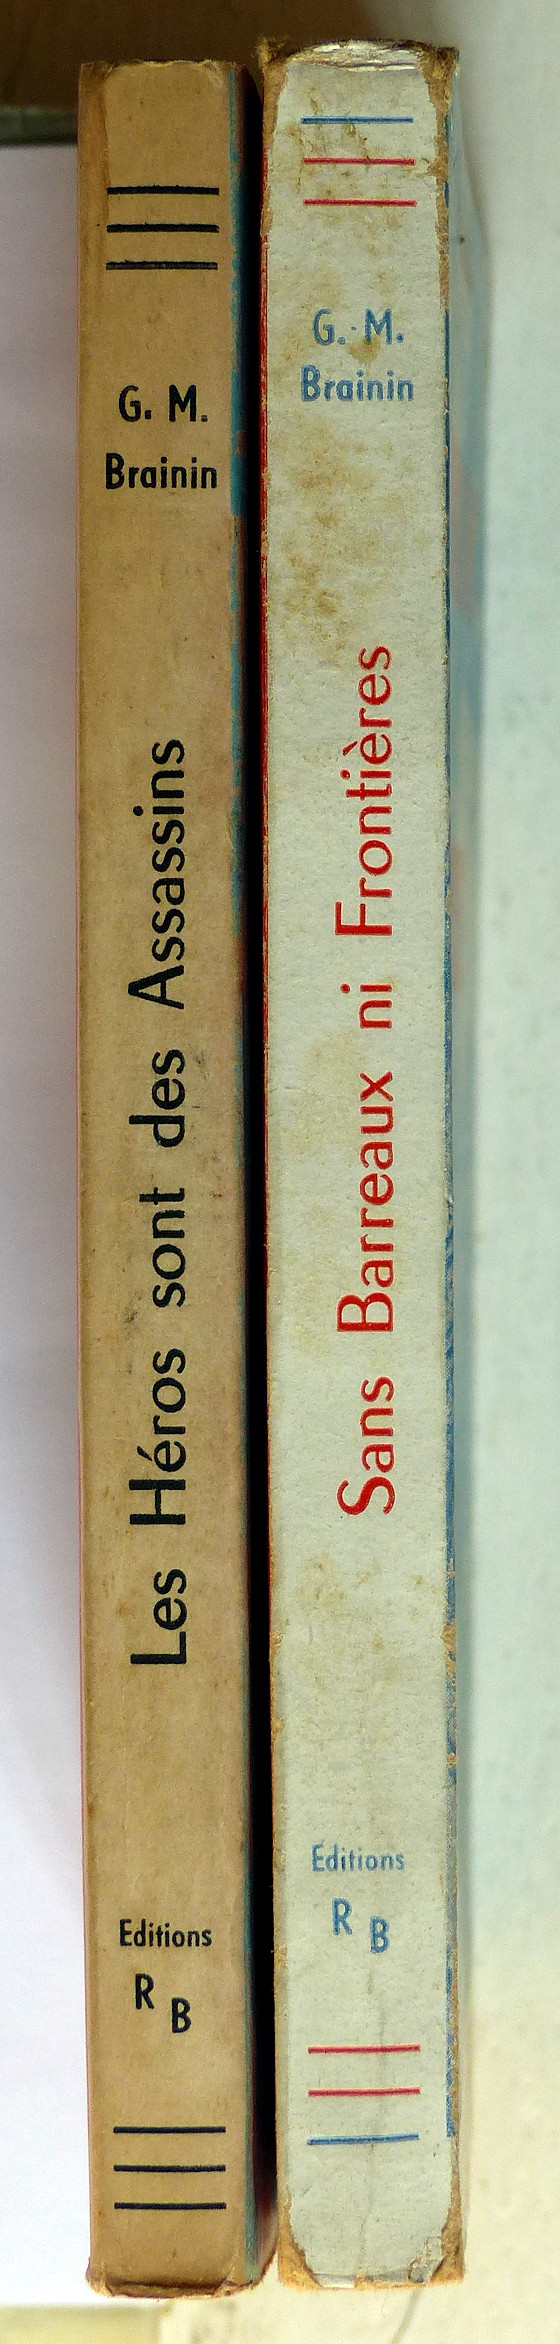 G. M.
Brainin
Les Héros sont des Assassins
Editions
R B
G. M.
Brainin
Sans Barreaux ni Frontières
Editions
R B